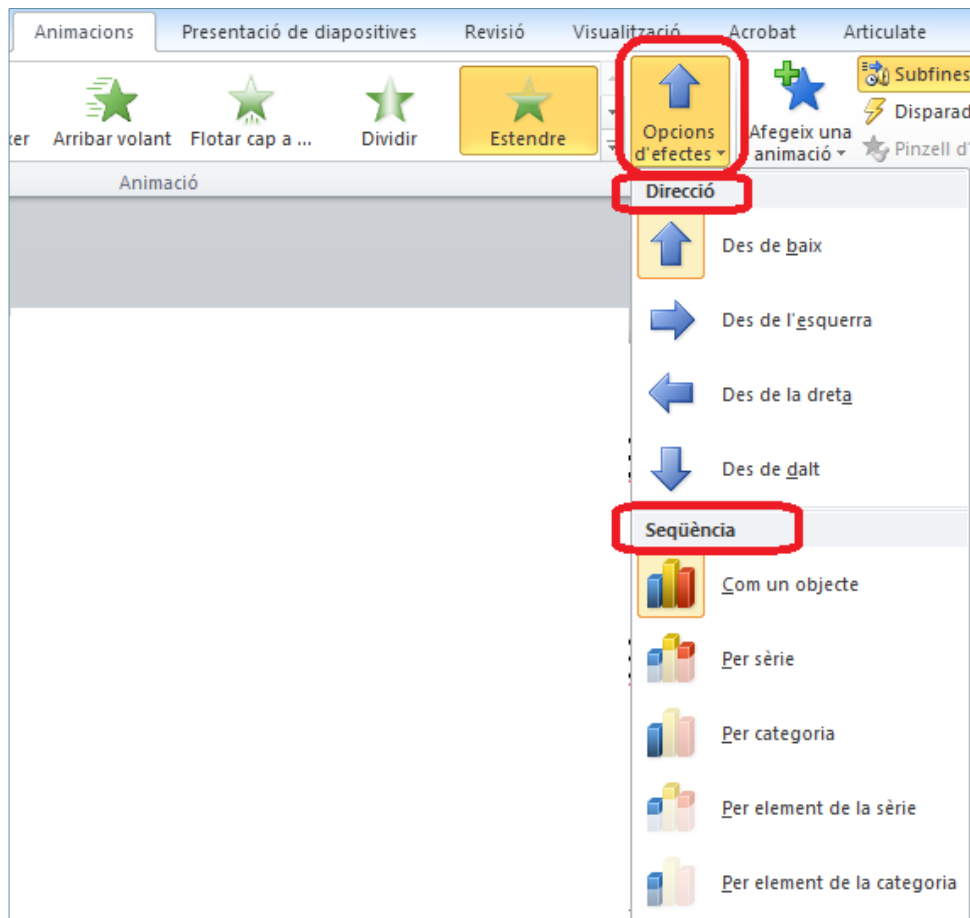 Animacions Presentació de diapositives Revisió Visualització Acrobat Articulate
xer Arribar volant Flotar cap a ... Dividir Estendre
Opcions
d'efectes
Afegeix una
animació
Subfines
Disparad
Pinzell d'
Animació
Direcció
Des de baix
Des de l'esquerra
Des de la dreta
Des de dalt
Seqüència
Com un objecte
Per sèrie
Per categoria
Per element de la sèrie
Per element de la categoria